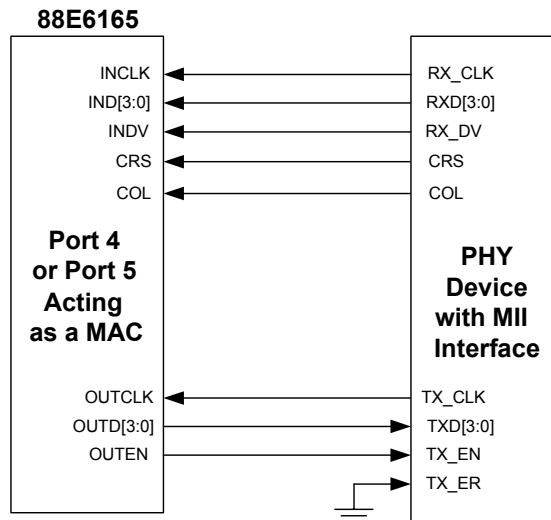 88E6165
INCLK RX_CLK
IND[3:0] RXD[3:0]
INDV RX_DV
CRS CRS
COL COL
Port 4
or Port 5
Acting
as a MAC
PHY
Device
with MII
Interface
OUTCLK TX_CLK
OUTD[3:0] TXD[3:0]
OUTEN TX_EN
TX_ER